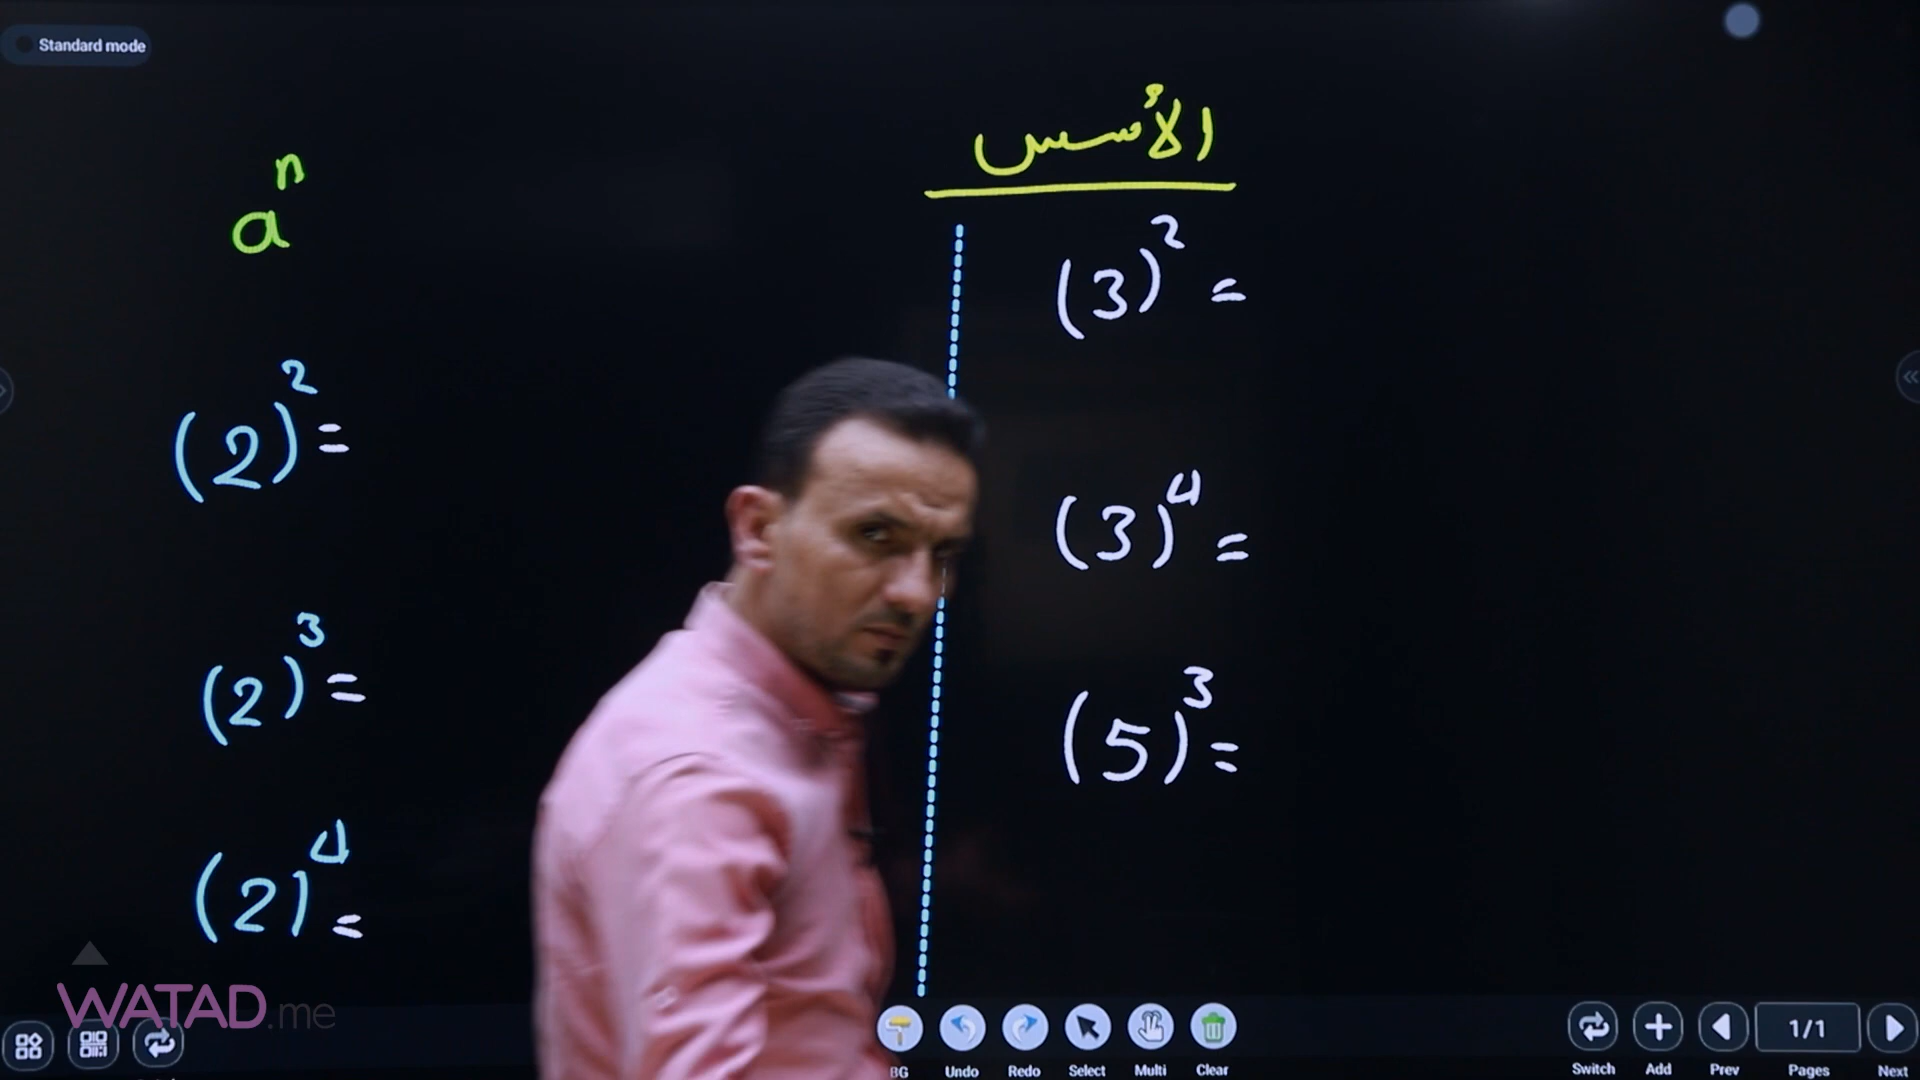 Standard mode
الأسس
aⁿ
(2)² =
(2)³ =
(2)⁴ =
(3)² =
(3)⁴ =
(5)³ =
WATAD.me
BG
Undo
Redo
Select
Multi
Clear
Switch
Add
Prev
1/1
Pages
Next